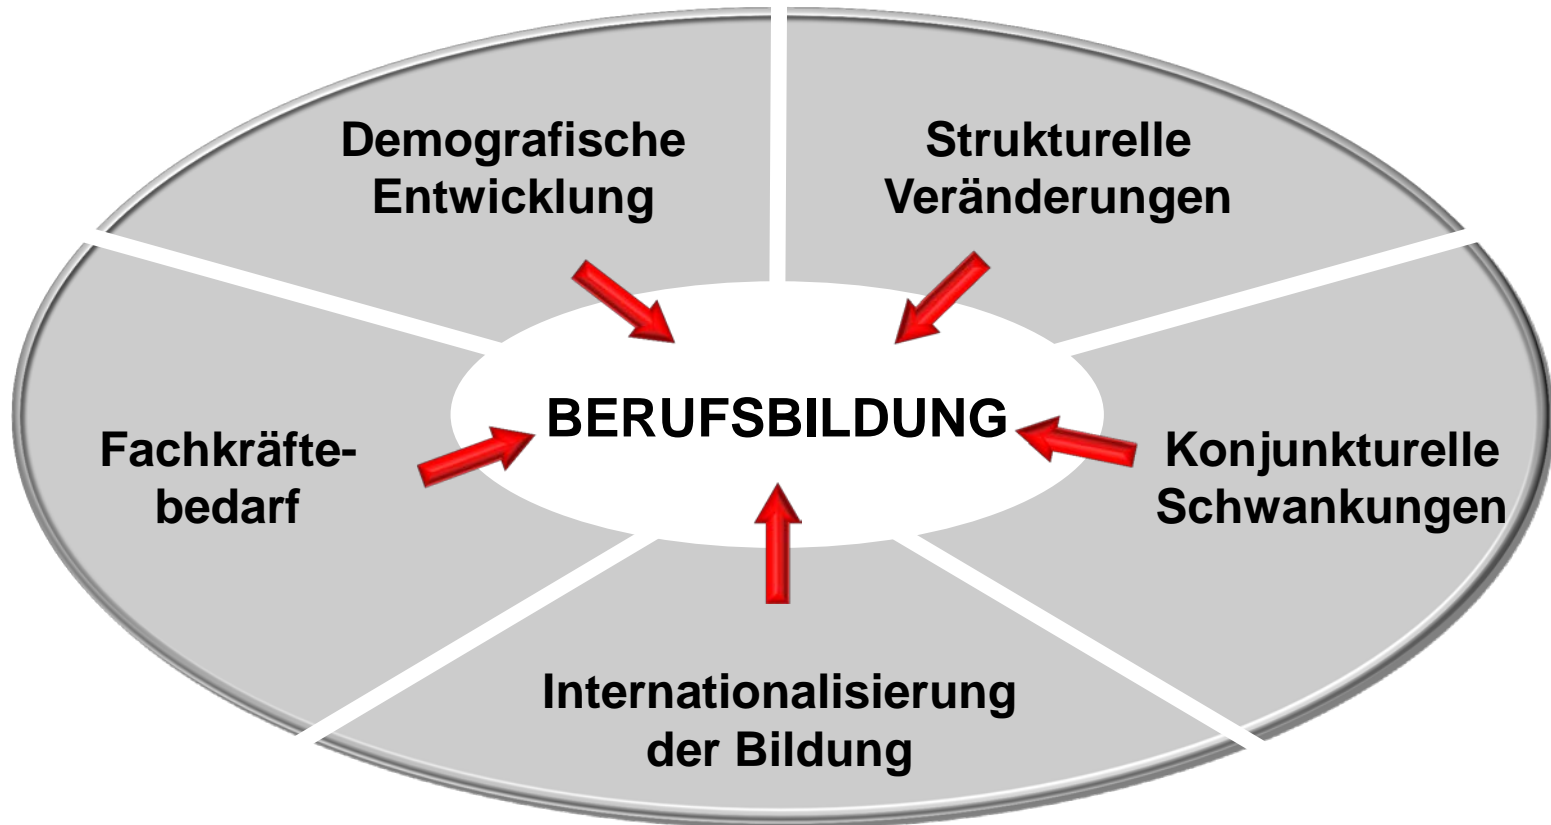 Demografische
Entwicklung
Strukturelle
Veränderungen
BERUFSBILDUNG
Fachkräfte-
bedarf
Konjunkturelle
Schwankungen
Internationalisierung
der Bildung